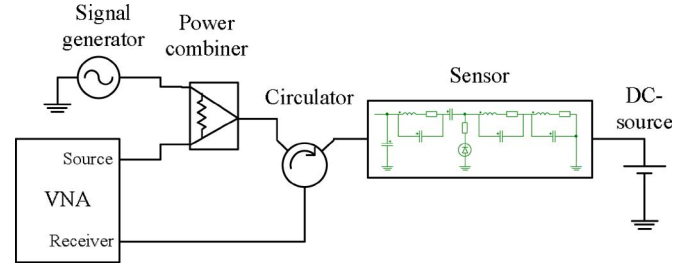 Signal
generator
Power
combiner
Circulator
Sensor
DC-
source
Source
VNA
Receiver